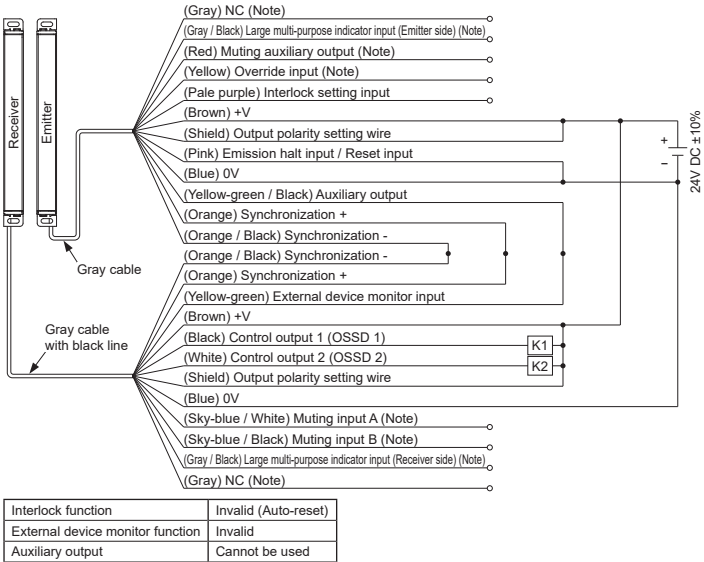 (Gray) NC (Note)
(Gray / Black) Large multi-purpose indicator input (Emitter side) (Note)
(Red) Muting auxiliary output (Note)
(Yellow) Override input (Note)
(Pale purple) Interlock setting input
(Brown) +V
(Shield) Output polarity setting wire
(Pink) Emission halt input / Reset input
(Blue) 0V
(Yellow-green / Black) Auxiliary output
(Orange) Synchronization +
(Orange / Black) Synchronization -
(Orange / Black) Synchronization -
(Orange) Synchronization +
(Yellow-green) External device monitor input
(Brown) +V
(Black) Control output 1 (OSSD 1)
K1
(White) Control output 2 (OSSD 2)
K2
(Shield) Output polarity setting wire
(Blue) 0V
(Sky-blue / White) Muting input A (Note)
(Sky-blue / Black) Muting input B (Note)
(Gray / Black) Large multi-purpose indicator input (Receiver side) (Note)
(Gray) NC (Note)
Receiver
Emitter
Gray cable
Gray cable
with black line
+
−
24V DC ±10%
Interlock function Invalid (Auto-reset)
External device monitor function Invalid
Auxiliary output Cannot be used